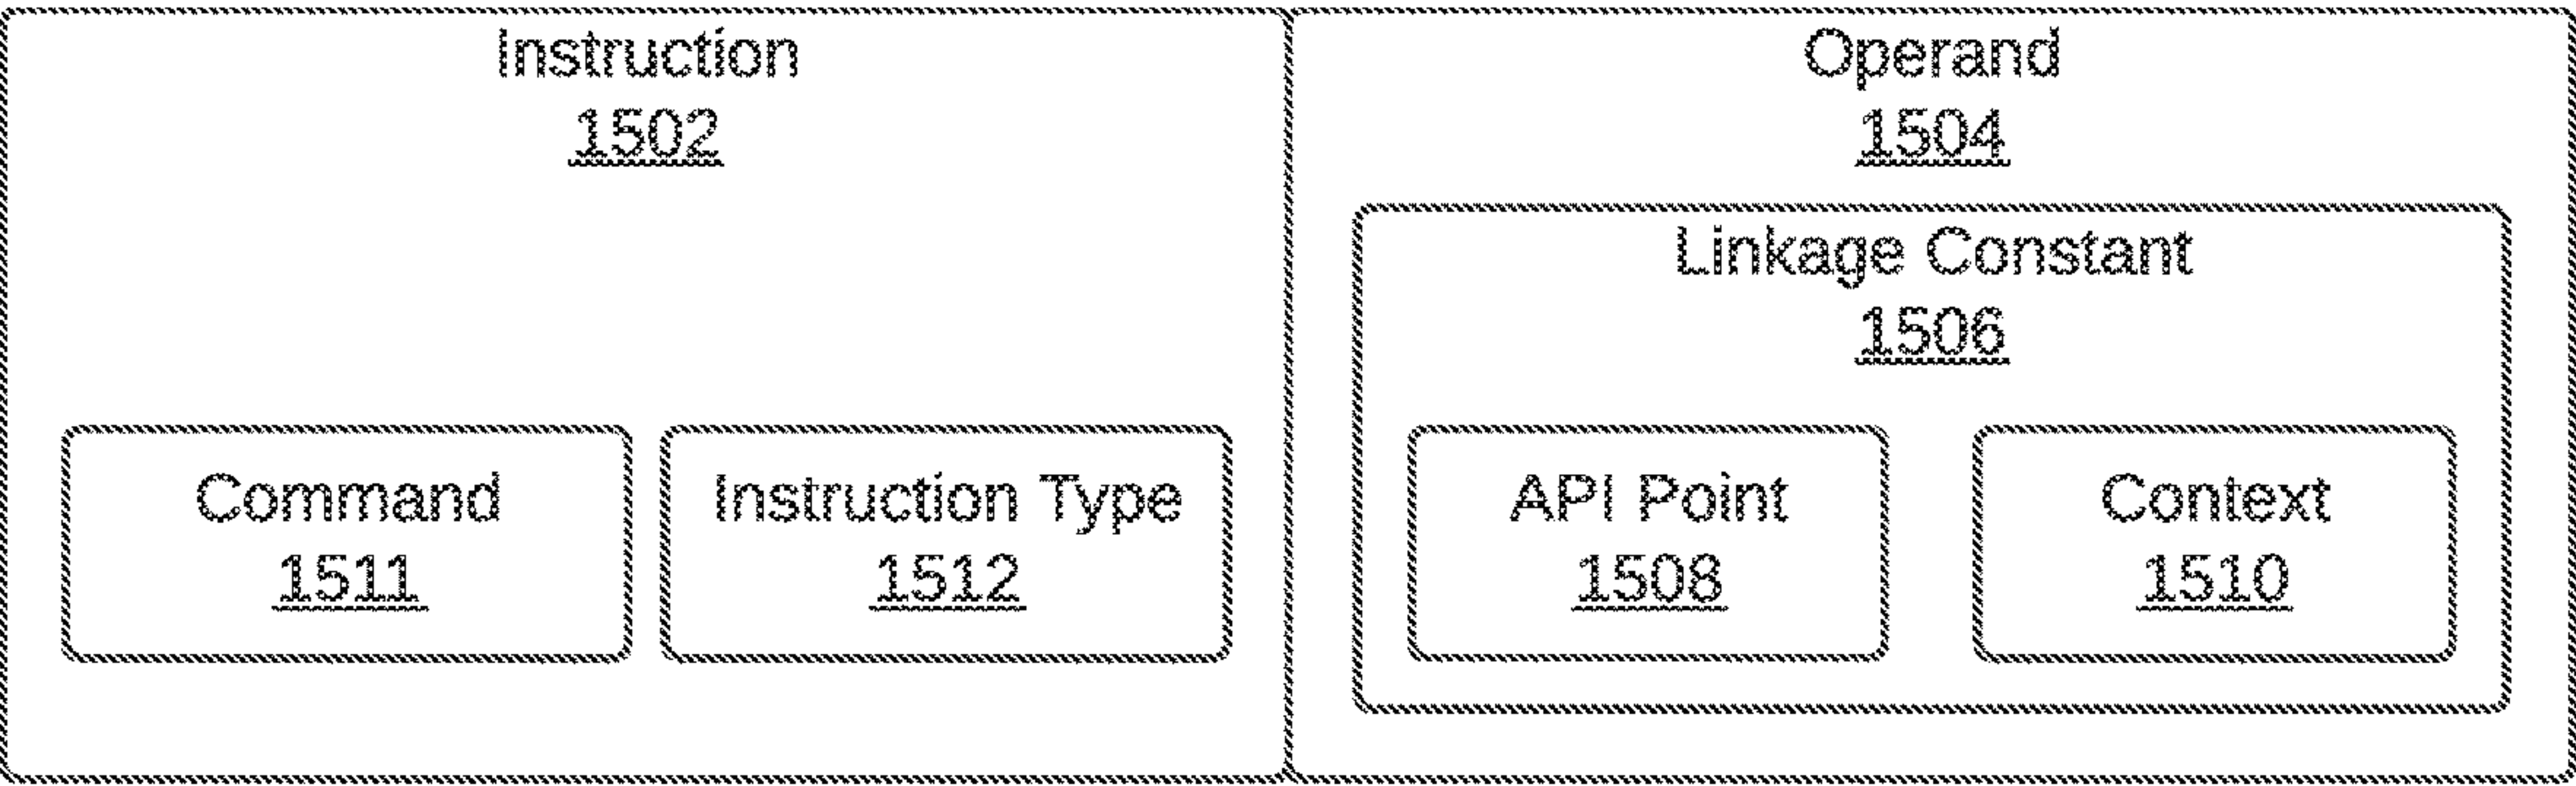 Instruction
1502
Command
1511
Instruction Type
1512
Operand
1504
Linkage Constant
1506
API Point
1508
Context
1510